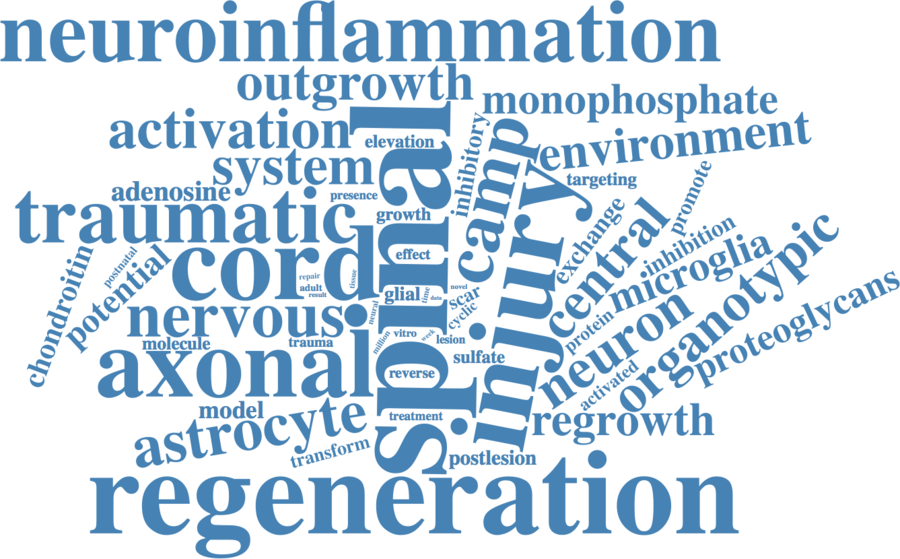 neuroinflammation
outgrowth
monophosphate
activation
elevation
inhibitory
camp
environment
system
spinal
injury
targeting
adenosine
presence
promote
traumatic
growth
exchange
central
inhibition
chondroitin
postnatal
potential
cord
effect
microglia
organotypic
repair
tissue
adult
result
glial
time
data
novel
scar
cyclic
proteoglycans
nervous
neural
protein
neuron
molecule
trauma
million
vitro
week
lesion
sulfate
axonal
reverse
activated
model
treatment
regrowth
astrocyte
transform
postlesion
regeneration